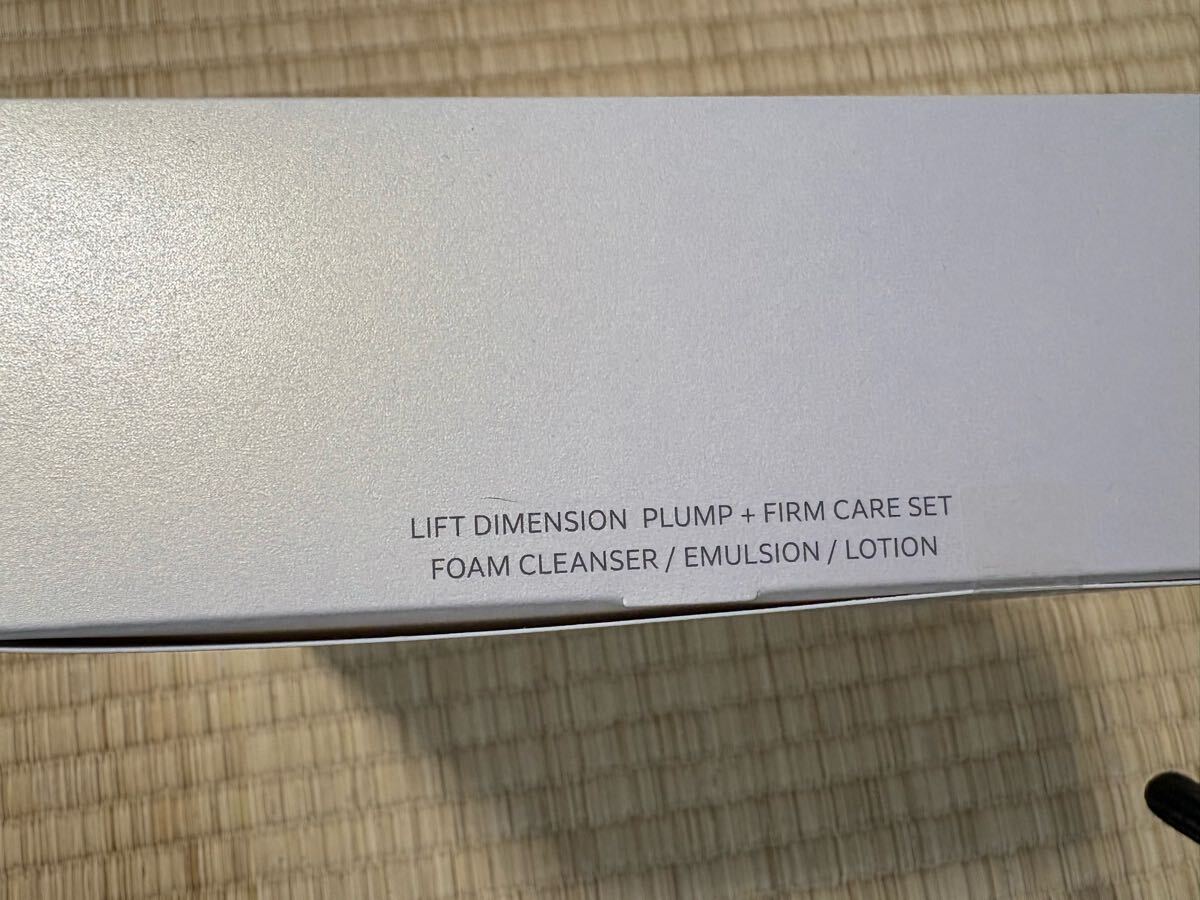 LIFT DIMENSION PLUMP + FIRM CARE SET
FOAM CLEANSER / EMULSION / LOTION